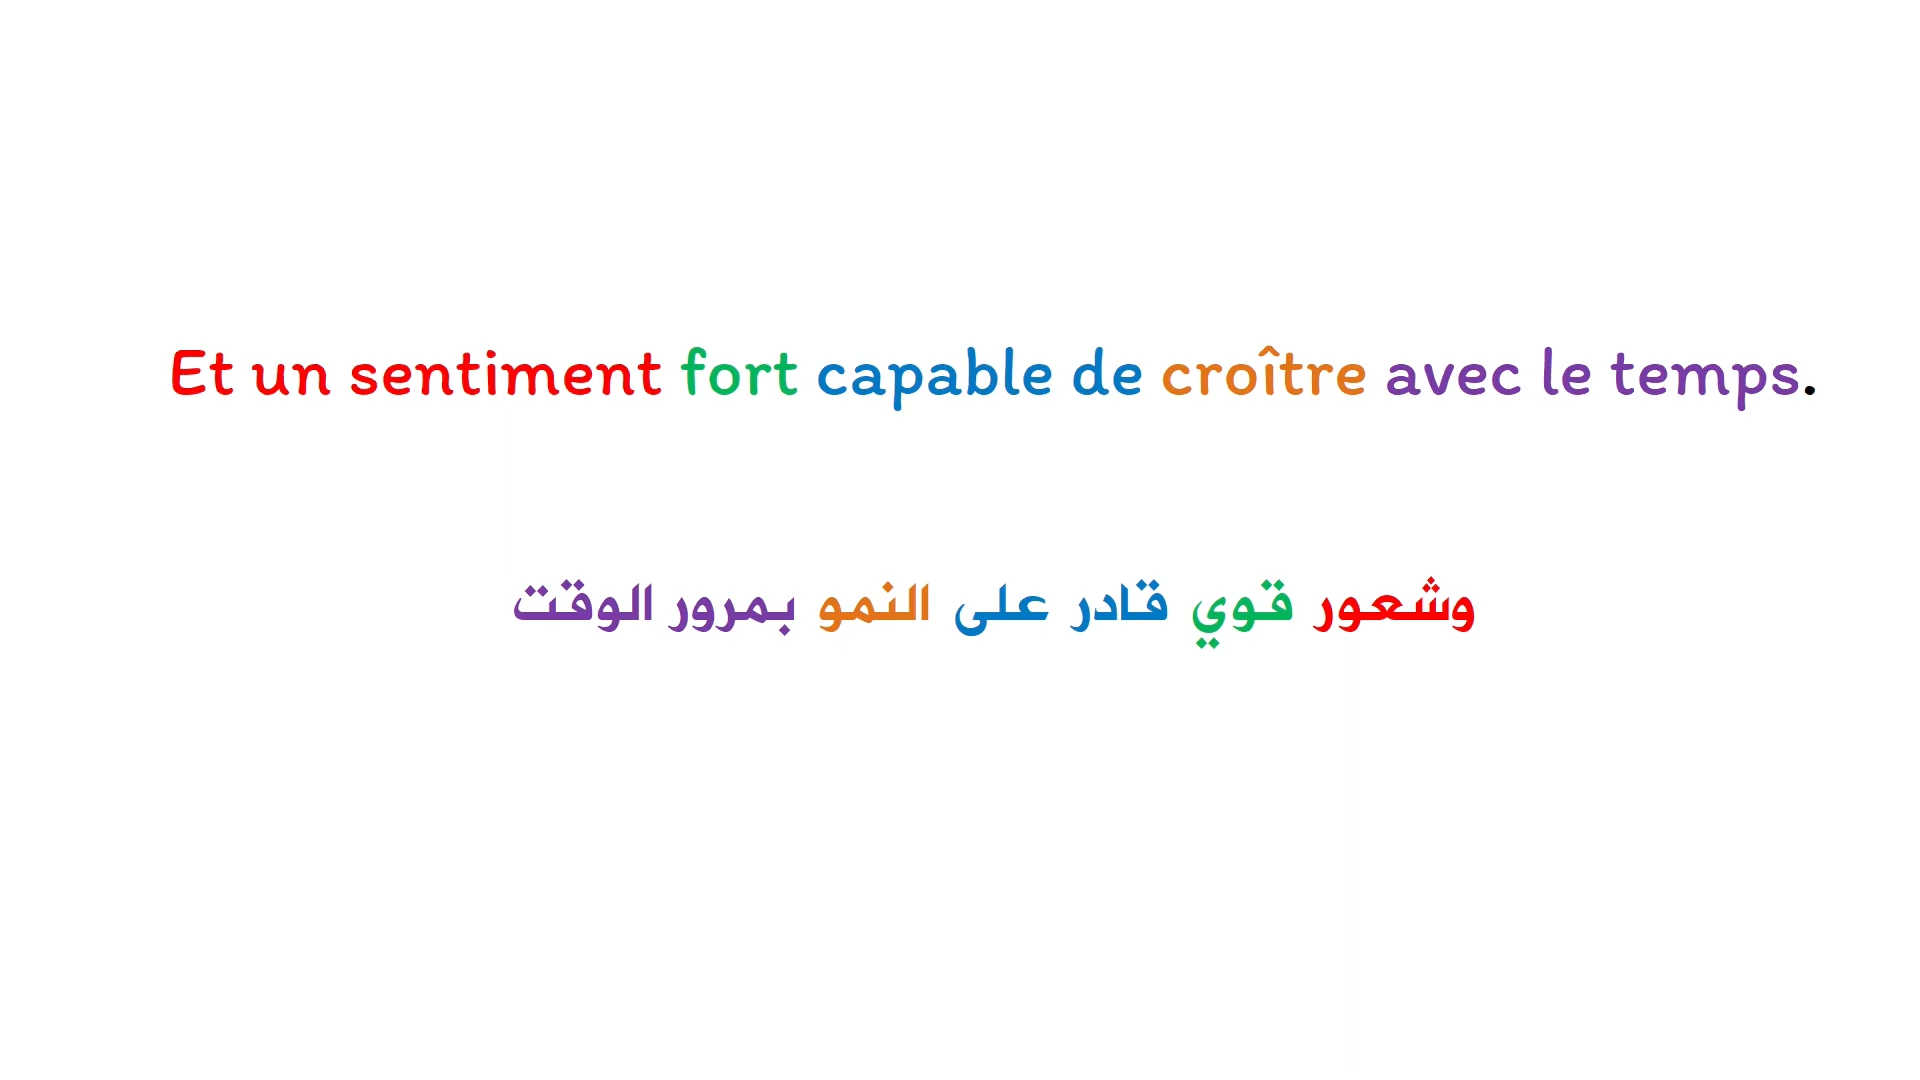 Et un sentiment fort capable de croître avec le temps.
وشعور قوي قادر على النمو بمرور الوقت